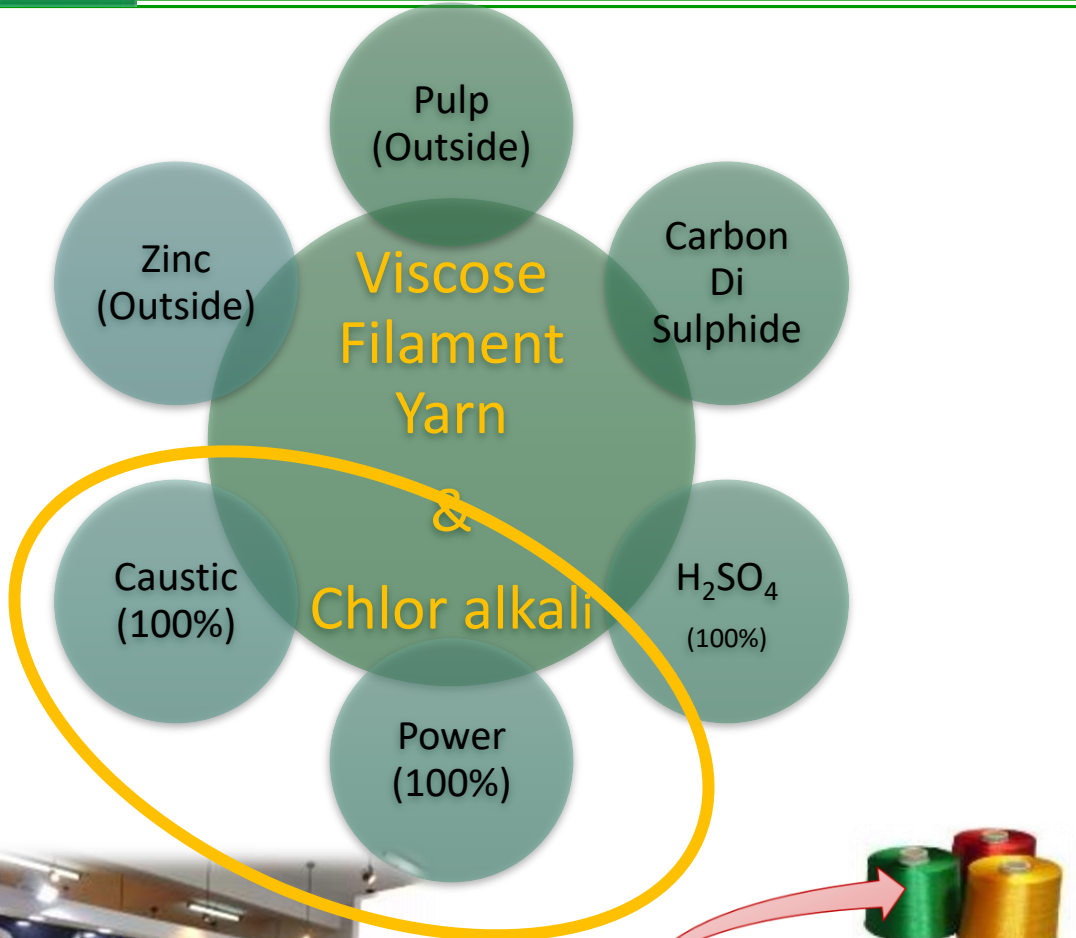 Pulp
(Outside)
Carbon
Di
Sulphide
Zinc
(Outside)
Viscose
Filament
Yarn
&
Chlor alkali
H₂SO₄
(100%)
Caustic
(100%)
Power
(100%)